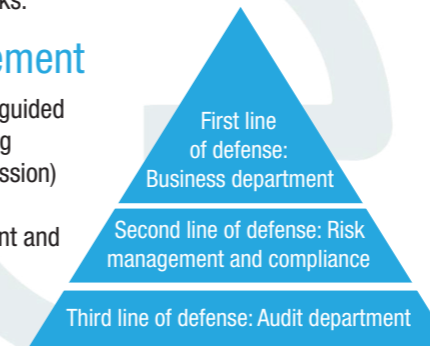 ks.
ement
guided
g
ssion)
nt and
First line
of defense:
Business department
Second line of defense: Risk
management and compliance
Third line of defense: Audit department